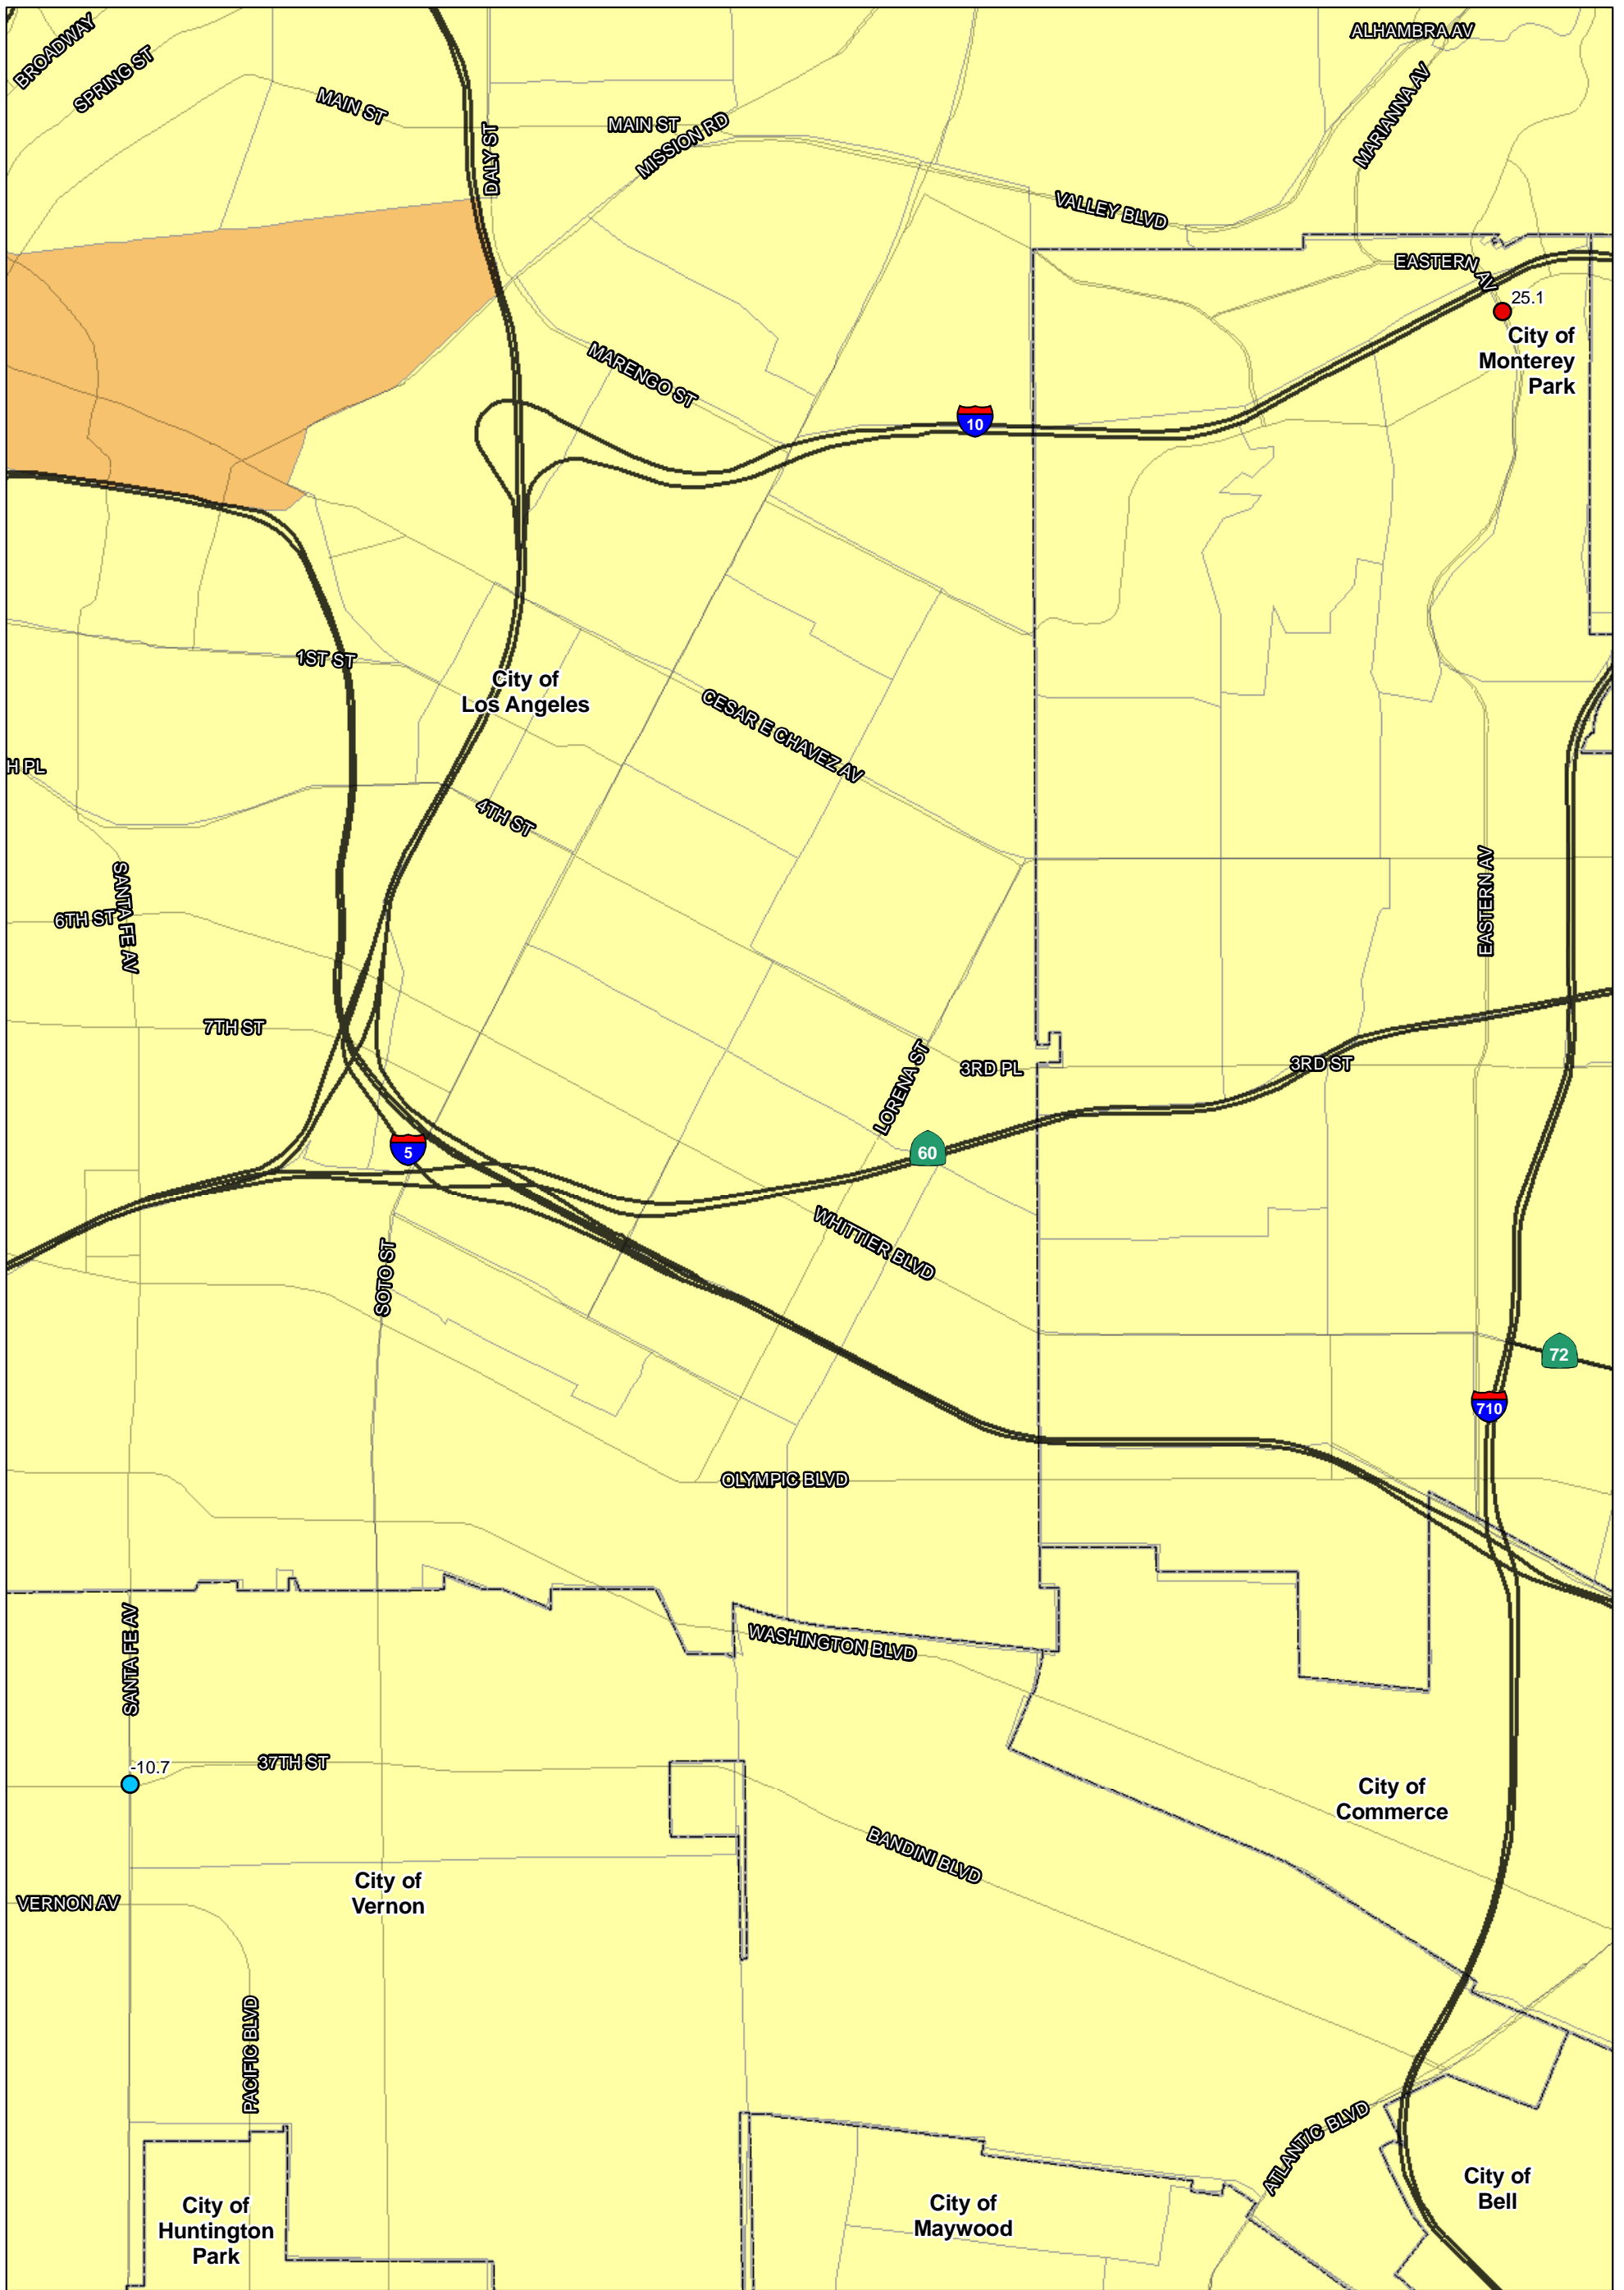 BROADWAY
SPRING ST
MAIN ST
DALY ST
MAIN ST
MISSION RD
ALHAMBRA AV
MARIANNA AV
VALLEY BLVD
EASTERN AV
25.1
City of
Monterey
Park
MARENGO ST
10
1ST ST
City of
Los Angeles
CESAR E CHAVEZ AV
H PL
4TH ST
SANTA FE AV
6TH ST
EASTERN AV
7TH ST
LORENA ST
3RD PL
3RD ST
5
60
WHITTIER BLVD
SOTO ST
72
710
OLYMPIC BLVD
SANTA FE AV
WASHINGTON BLVD
-10.7
37TH ST
City of
Commerce
BANDINI BLVD
City of
Vernon
VERNON AV
PACIFIC BLVD
ATLANTIC BLVD
City of
Huntington
Park
City of
Maywood
City of
Bell